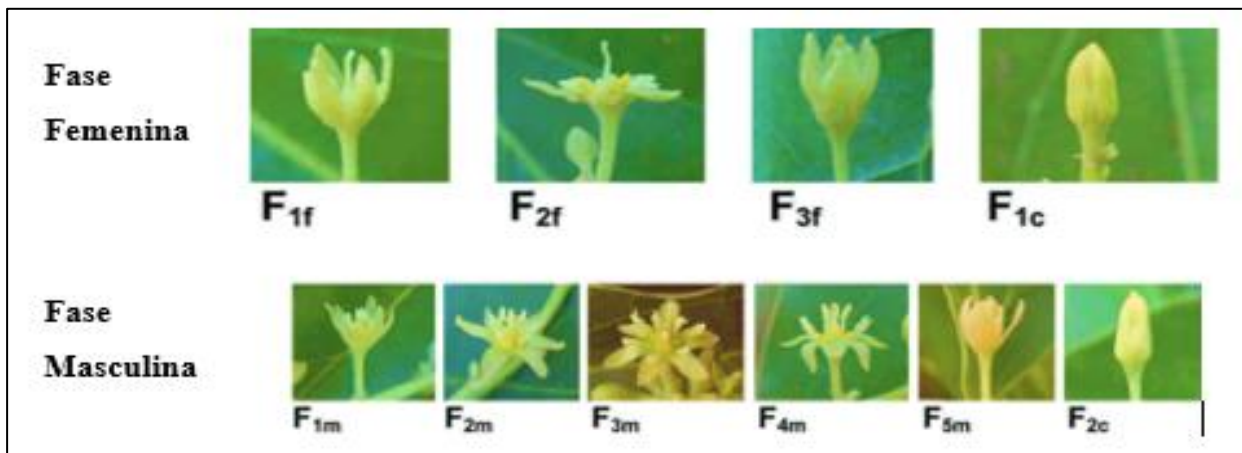 Fase
Femenina
F1f F2f F3f F1c
Fase
Masculina
F1m F2m F3m F4m F5m F2c